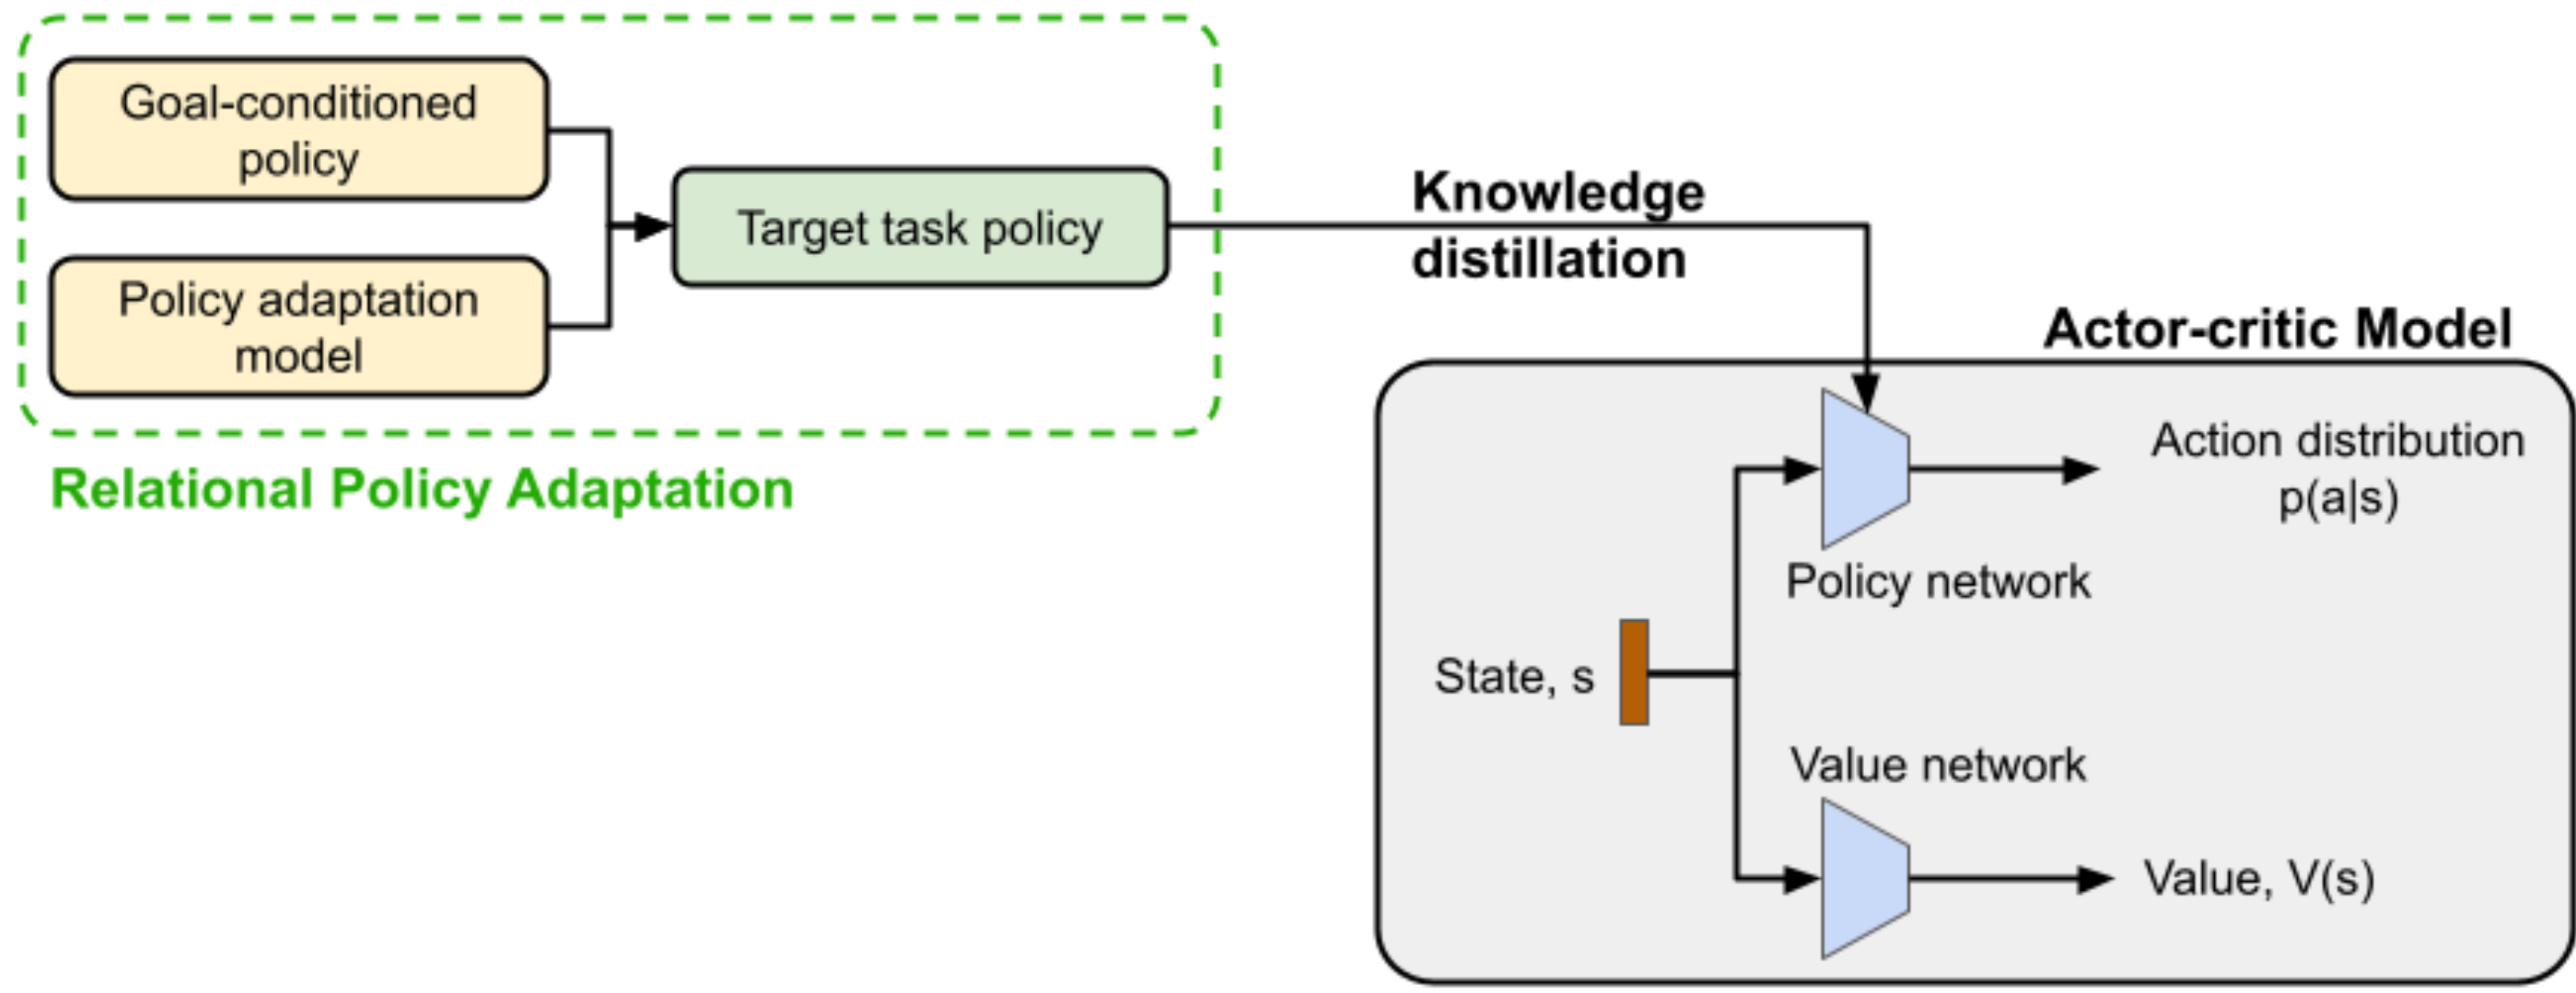 Goal-conditioned
policy
Policy adaptation
model
Target task policy
Relational Policy Adaptation
Knowledge
distillation
Actor-critic Model
Action distribution
p(a|s)
Policy network
State, s
Value network
Value, V(s)